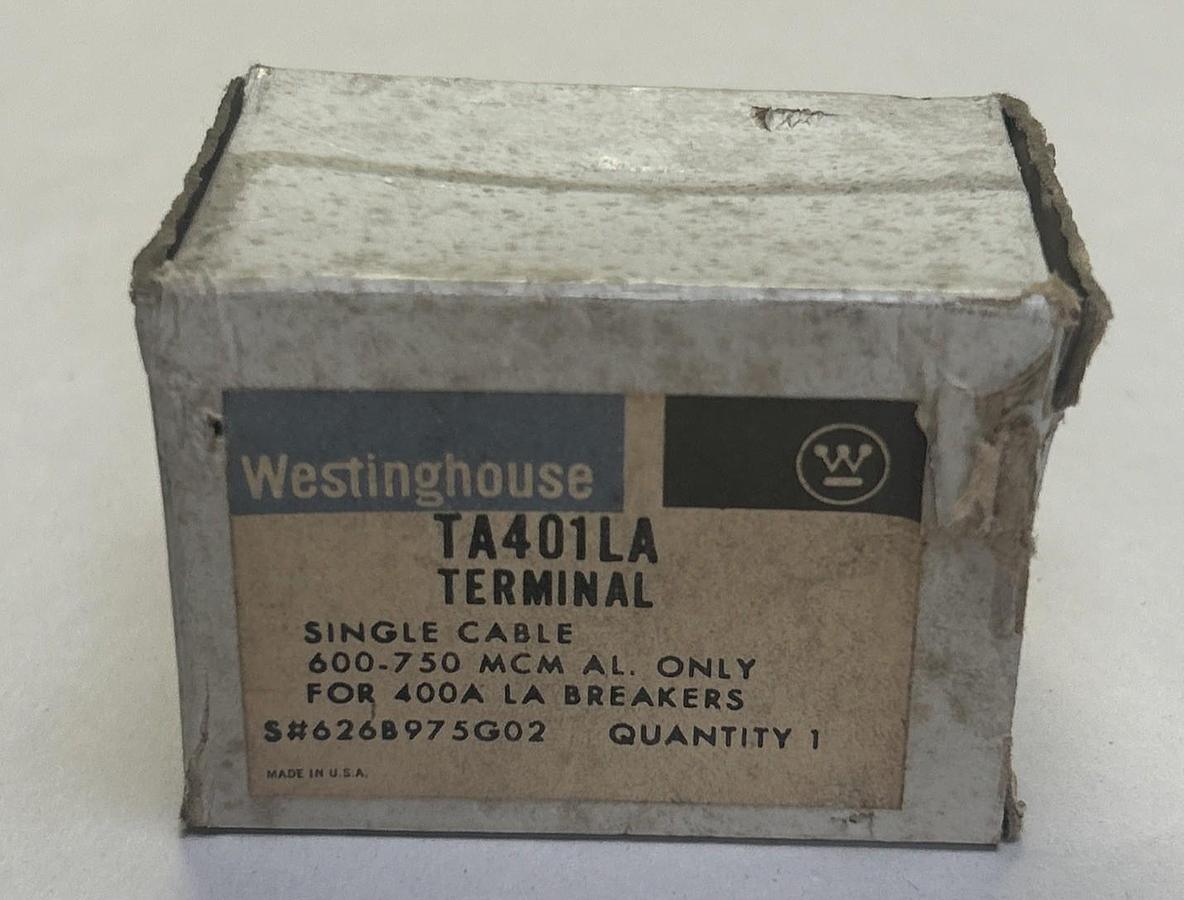 Westinghouse
W
TA401LA
TERMINAL
SINGLE CABLE
600-750 MCM AL. ONLY
FOR 400A LA BREAKERS
S#626B975G02 QUANTITY 1
MADE IN U.S.A.